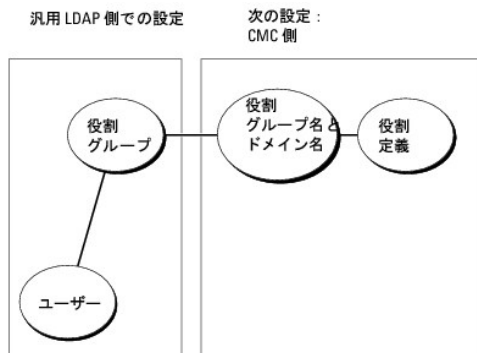 汎用 LDAP 側での設定
次の設定：
CMC 側
役割
グループ
役割
グループ名と
ドメイン名
役割
定義
ユーザー